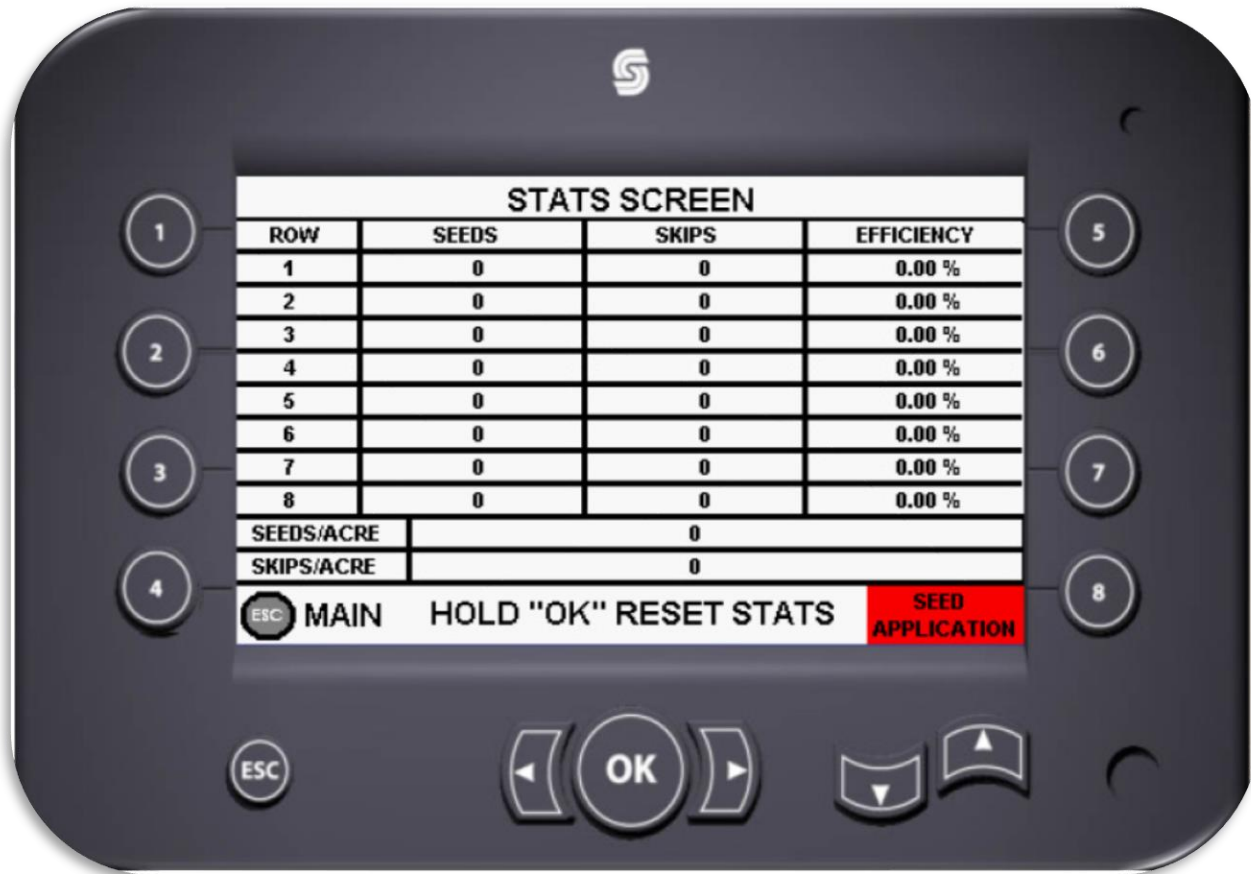 STATS SCREEN
1
5
ROW SEEDS SKIPS EFFICIENCY
1 0 0 0.00 %
2 0 0 0.00 %
2
6
3 0 0 0.00 %
4 0 0 0.00 %
5 0 0 0.00 %
6 0 0 0.00 %
3
7
7 0 0 0.00 %
8 0 0 0.00 %
SEEDS/ACRE 0
SKIPS/ACRE 0
4
8
ESC MAIN HOLD "OK" RESET STATS SEED
APPLICATION
ESC
OK